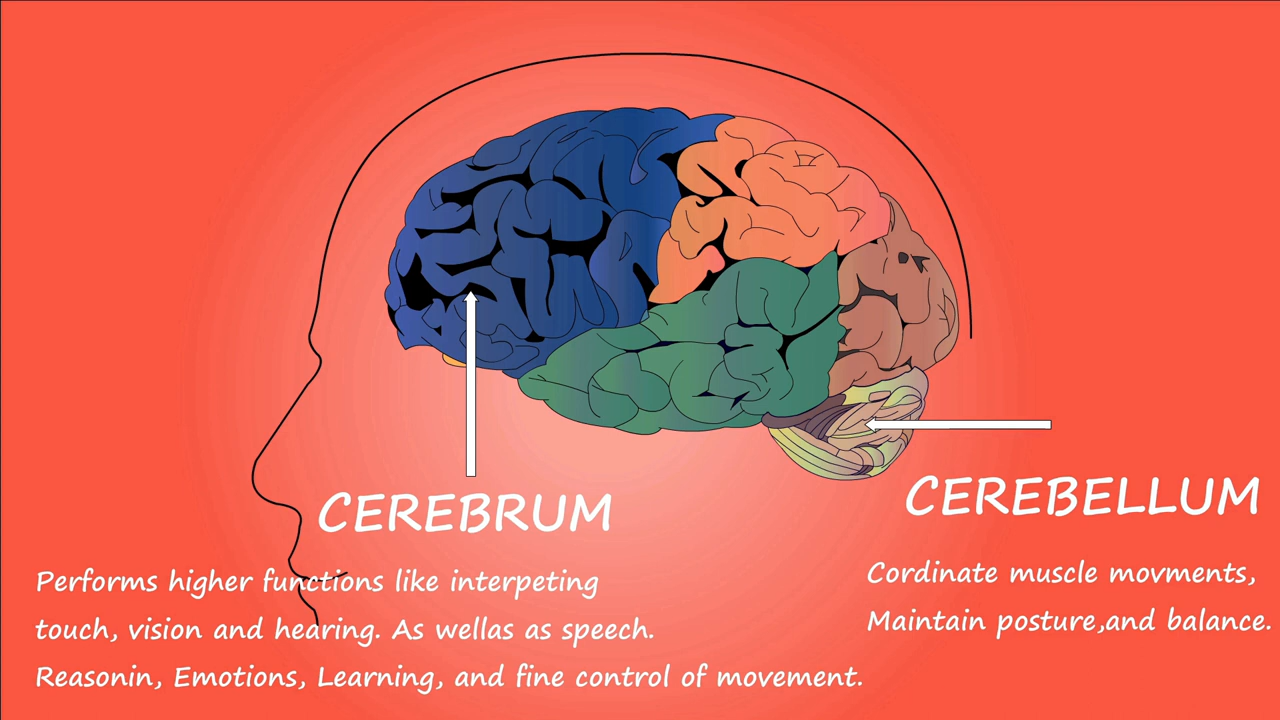 CEREBRUM
Performs higher functions like interpeting
touch, vision and hearing. As wellas as speech.
Reasonin, Emotions, Learning, and fine control of movement.
CEREBELLUM
Cordinate muscle movments,
Maintain posture,and balance.